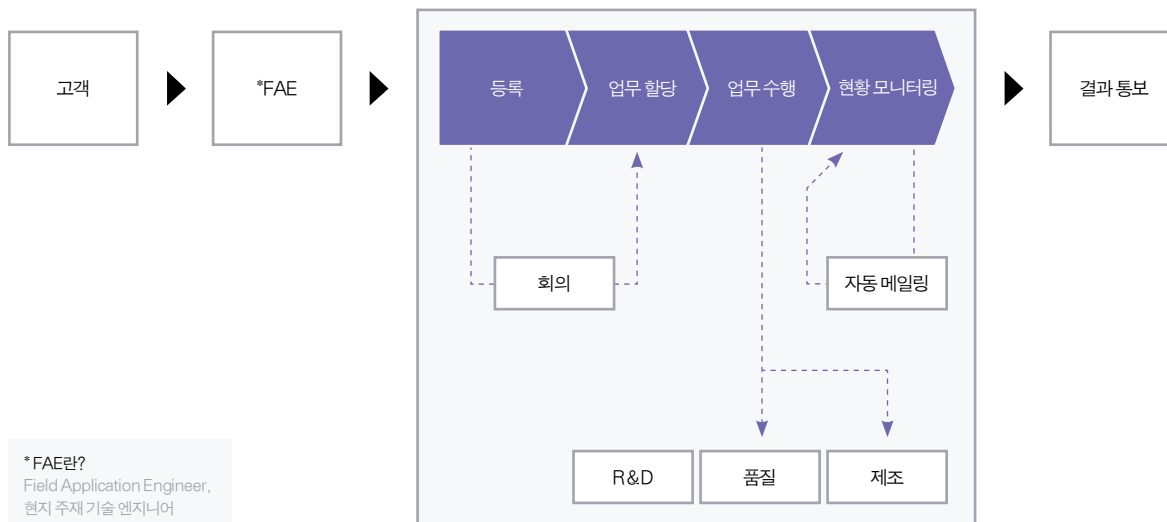 고객
*FAE
등록
업무 할당
업무 수행
현황 모니터링
결과 통보
회의
자동 메일링
R&D
품질
제조
* FAE란?
Field Application Engineer,
현지 주재 기술 엔지니어